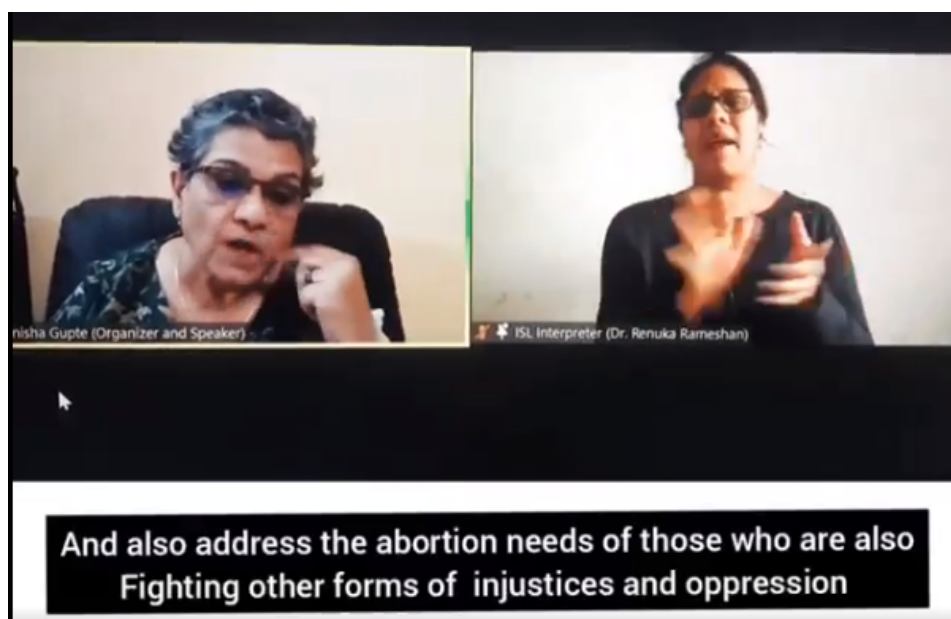 nisha Gupte (Organizer and Speaker)
ISL Interpreter (Dr. Renuka Rameshan)
And also address the abortion needs of those who are also
Fighting other forms of injustices and oppression